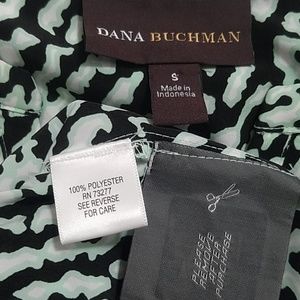 DANA BUCHMAN
S
Made in
Indonesia
100% POLYESTER
RN 73277
SEE REVERSE
FOR CARE
PLEASE
REMOVE
AFTER
PURCHASE